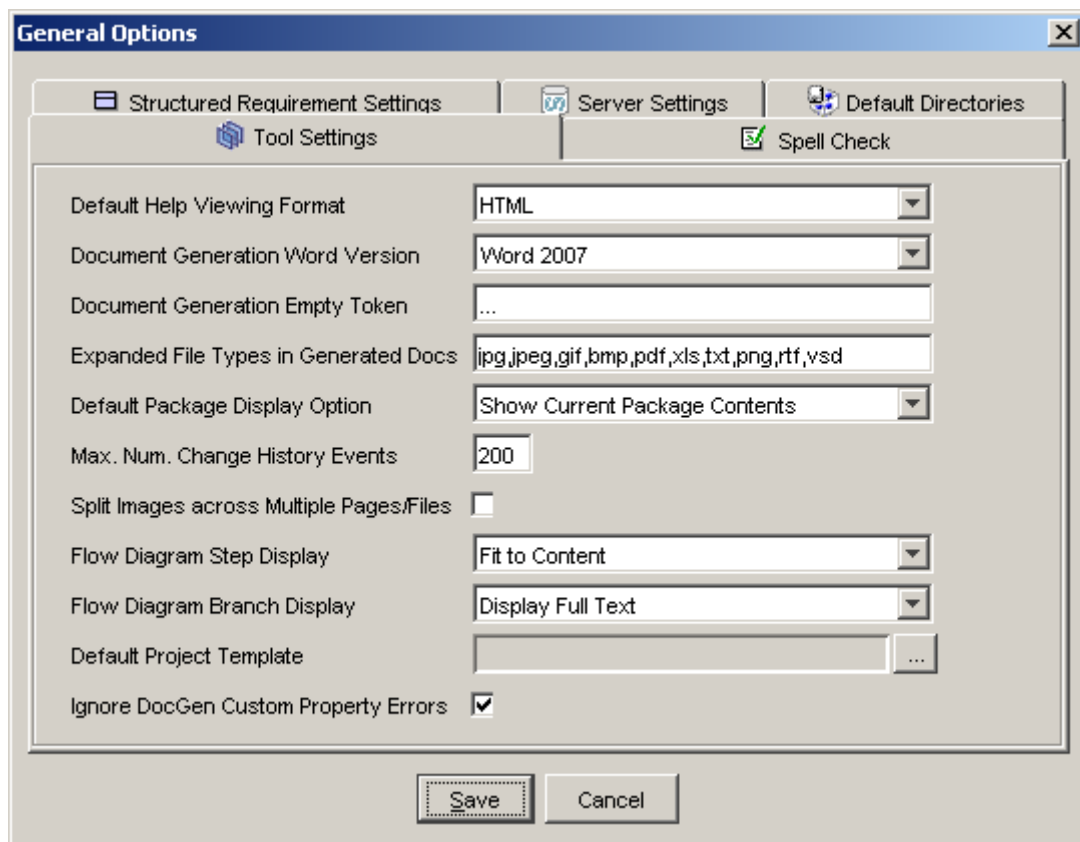 General Options
Structured Requirement Settings
Server Settings
Default Directories
Tool Settings
Spell Check
Default Help Viewing Format
HTML
Document Generation Word Version
Word 2007
Document Generation Empty Token
...
Expanded File Types in Generated Docs
jpg,jpeg,gif,bmp,pdf,xls,txt,png,rtf,vsd
Default Package Display Option
Show Current Package Contents
Max. Num. Change History Events
200
Split Images across Multiple Pages/Files
Flow Diagram Step Display
Fit to Content
Flow Diagram Branch Display
Display Full Text
Default Project Template
...
Ignore DocGen Custom Property Errors
Save
Cancel